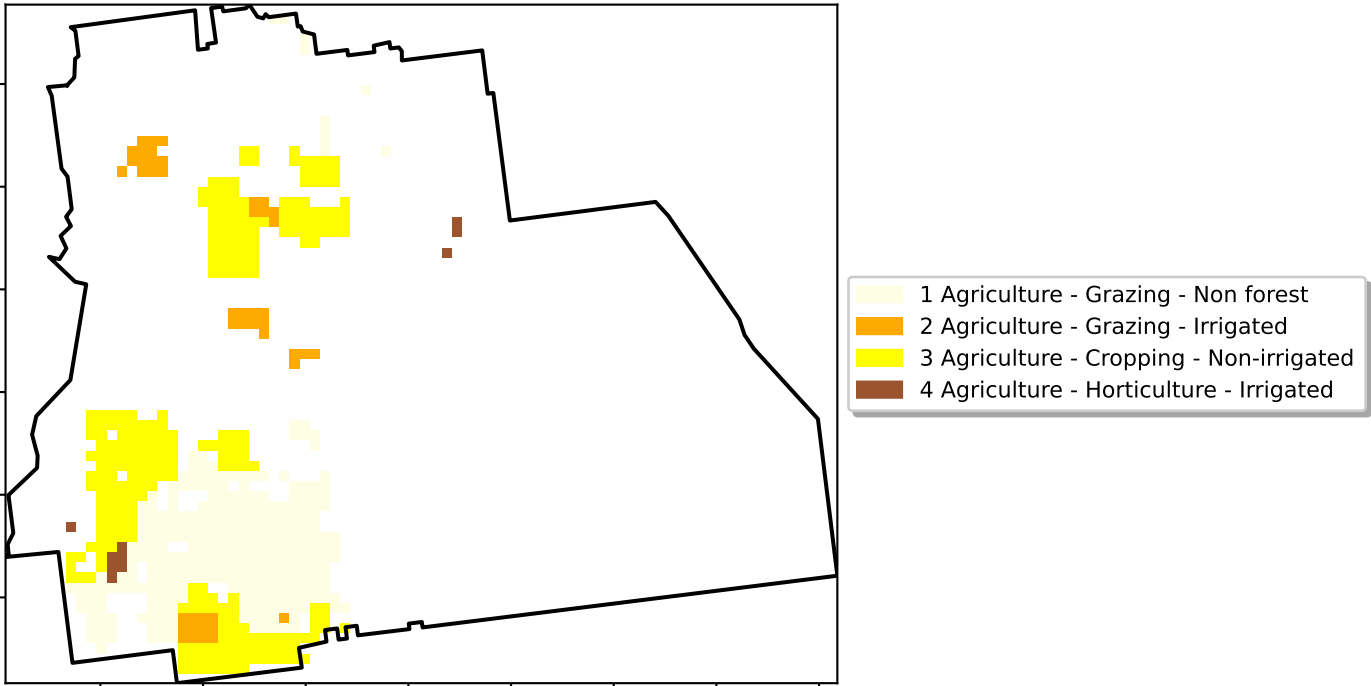 1 Agriculture - Grazing - Non forest
2 Agriculture - Grazing - Irrigated
3 Agriculture - Cropping - Non-irrigated
4 Agriculture - Horticulture - Irrigated